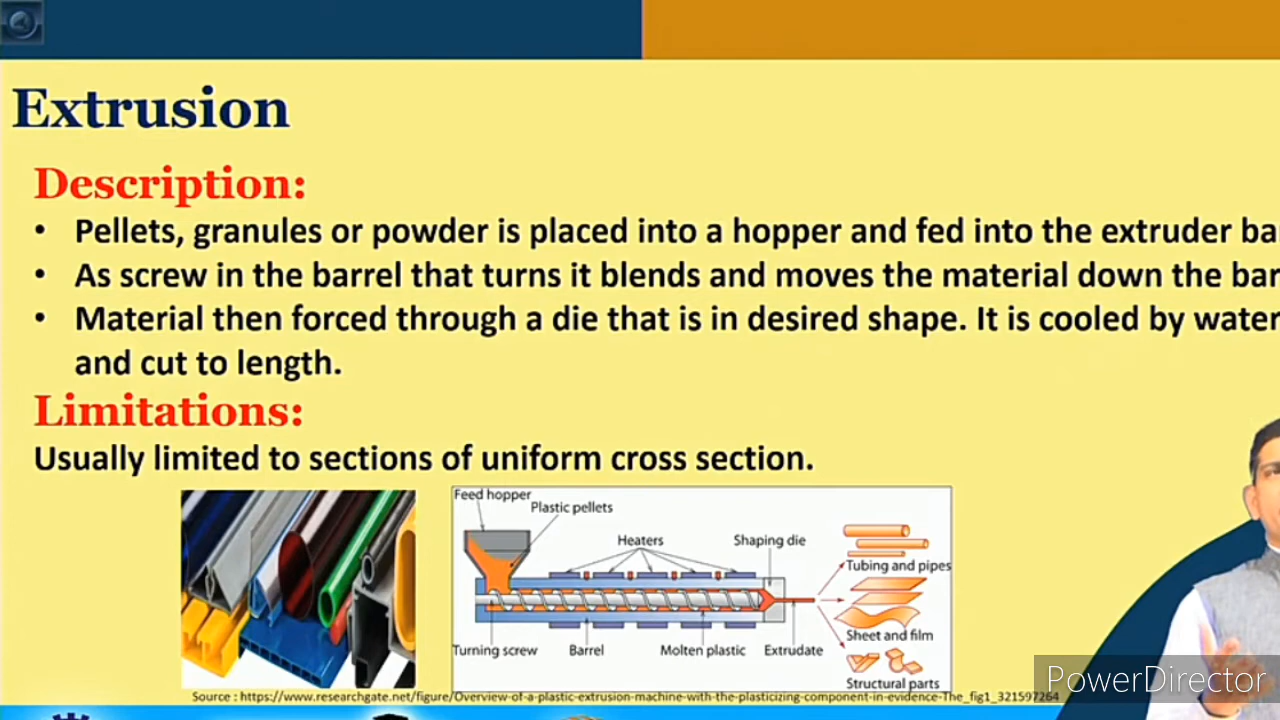 Extrusion
Description:
• Pellets, granules or powder is placed into a hopper and fed into the extruder ba
• As screw in the barrel that turns it blends and moves the material down the bar
• Material then forced through a die that is in desired shape. It is cooled by water
and cut to length.
Limitations:
Usually limited to sections of uniform cross section.
Feed hopper
Plastic pellets
Heaters
Shaping die
Tubing and pipes
Sheet and film
Turning screw
Barrel
Molten plastic
Extrudate
Structural parts
PowerDirector
Source : https://www.researchgate.net/figure/Overview-of-a-plastic-extrusion-machine-with-the-plasticizing-component-in-evidence-The_fig1_321597264